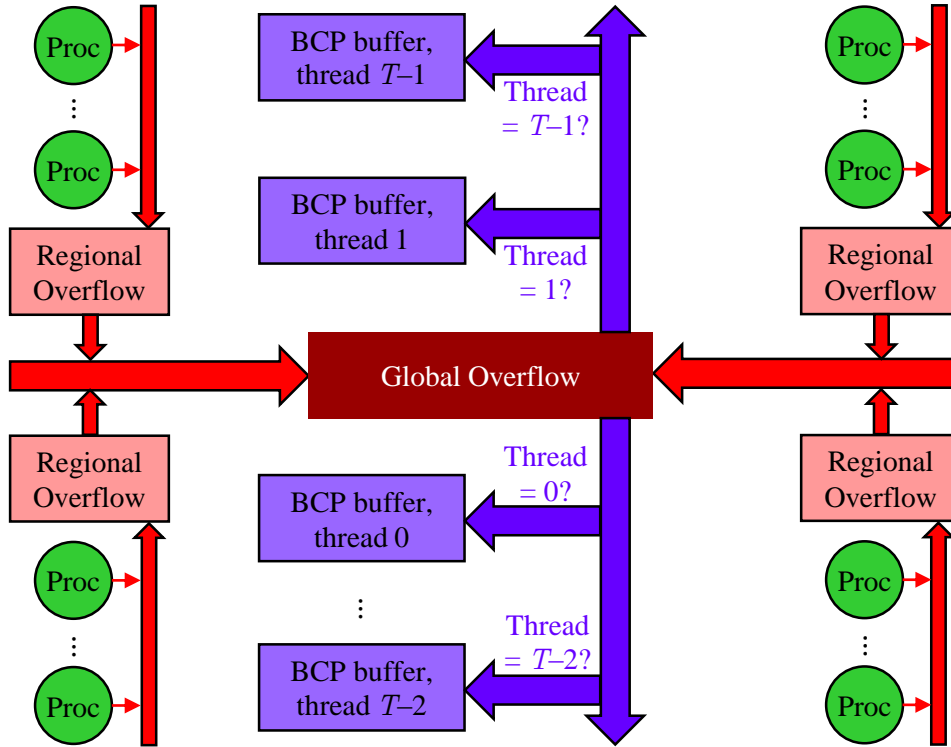 Proc
⋮
Proc
Regional
Overflow
BCP buffer,
thread T–1
Thread
= T–1?
BCP buffer,
thread 1
Thread
= 1?
Proc
⋮
Proc
Regional
Overflow
Global Overflow
Regional
Overflow
Proc
⋮
Proc
BCP buffer,
thread 0
Thread
= 0?
⋮
BCP buffer,
thread T–2
Thread
= T–2?
Regional
Overflow
Proc
⋮
Proc